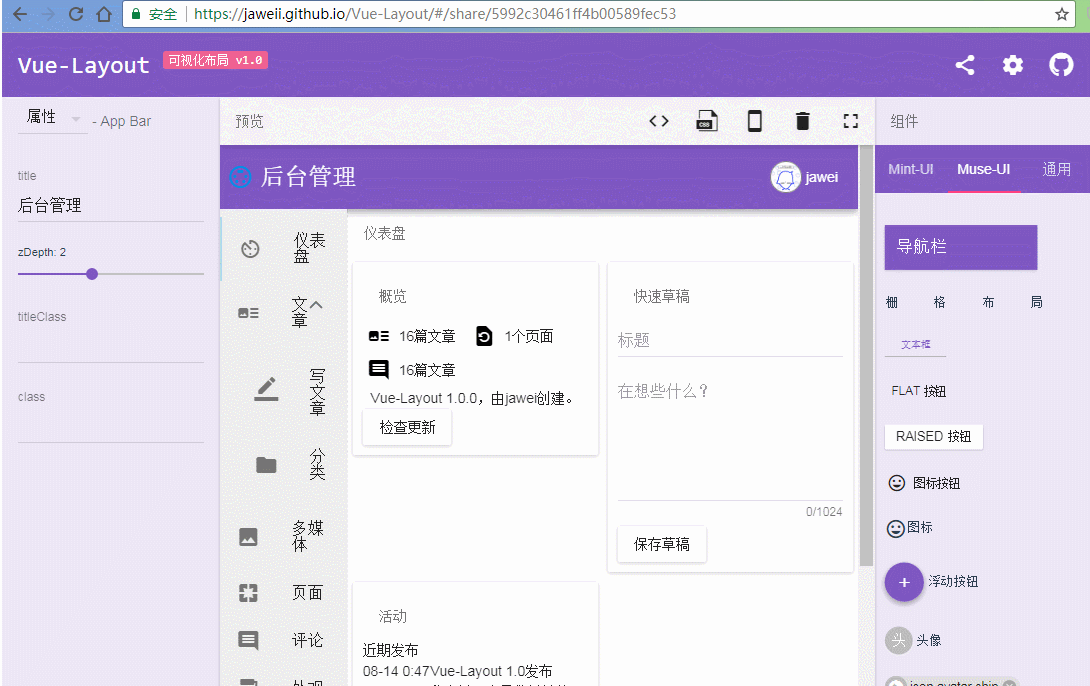 安全 https://jaweii.github.io/Vue-Layout/#/share/5992c30461ff4b00589fec53
Vue-Layout 可视化布局 v1.0
属性 - App Bar
title
后台管理
zDepth: 2
titleClass
class
预览
CSS
后台管理
jawei
仪表盘
文章
写文章
分类
多媒体
页面
评论
仪表盘
概览
16篇文章 1个页面
16篇文章
Vue-Layout 1.0.0，由jawei创建。
检查更新
快速草稿
标题
在想些什么？
0/1024
保存草稿
活动
近期发布
08-14 0:47Vue-Layout 1.0发布
组件
Mint-UI Muse-UI 通用
导航栏
栅 格 布 局
文本框
FLAT 按钮
RAISED 按钮
图标按钮
图标
+ 浮动按钮
头 头像